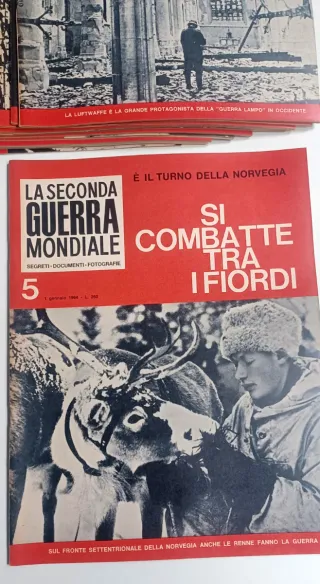 LA LUFTWAFFE È LA GRANDE PROTAGONISTA DELLA "GUERRA LAMPO" IN OCCIDENTE
È IL TURNO DELLA NORVEGIA
LA SECONDA
GUERRA
MONDIALE
SEGRETI • DOCUMENTI • FOTOGRAFIE
SI
COMBATTE
TRA
I FIORDI
5
gennaio
SUL FRONTE SETTENTRIONALE DELLA NORVEGIA ANCHE LE RENNE FANNO LA GUERRA